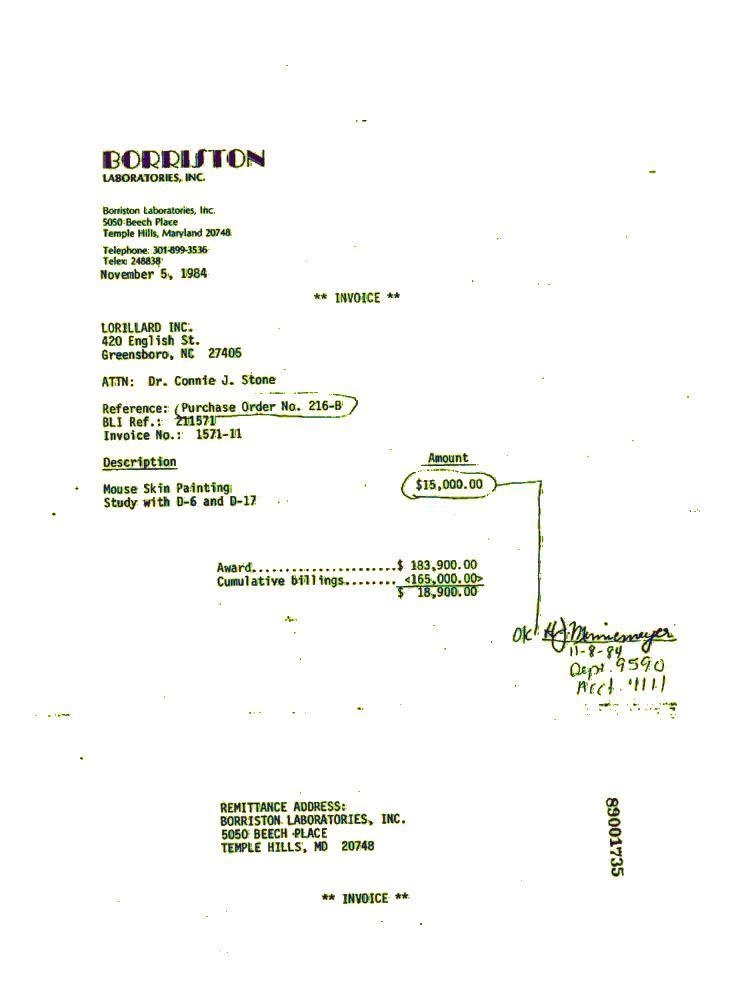 BORRISTON
LABORATORIES, INC.
Borriston Laboratories, Inc.
5050 Beech Place
Temple Hills, Maryland 20748
Telephone: 301-899-3536
Telex: 248838
November 5, 1984
** INVOICE **
LORILLARD INC.
420 English St.
Greensboro, NC 27405
ATTN: Dr. Connie J. Stone
Reference: Purchase Order No. 216-B
BLI Ref.: 211571
Invoice No.: 1571-11
Description Amount
Mouse Skin Painting $15,000.00
Study with D-6 and D-17
Award......................$ 183,900.00
Cumulative billings........ <165,000.00>
$ 18,900.00
OK H.J. Minnemeyer
11-8-84
Dept. 9590
Acct. 4111
REMITTANCE ADDRESS:
BORRISTON LABORATORIES, INC.
5050 BEECH PLACE
TEMPLE HILLS, MD 20748
89001735
** INVOICE **